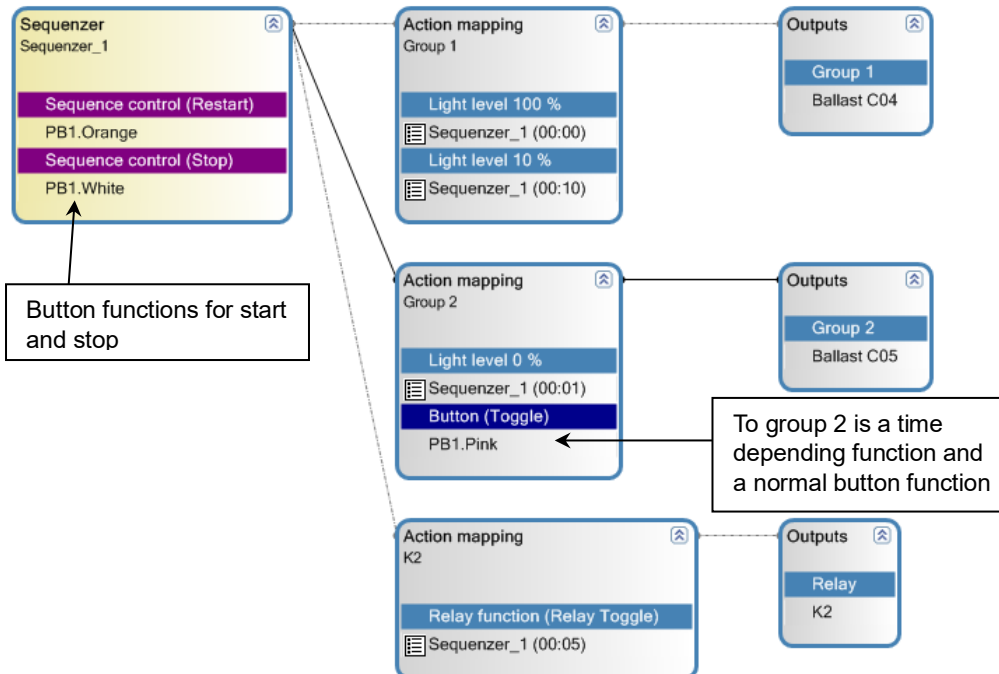 Sequenzer
Sequenzer_1
Sequence control (Restart)
PB1.Orange
Sequence control (Stop)
PB1.White
Button functions for start
and stop
Action mapping
Group 1
Light level 100 %
Sequenzer_1 (00:00)
Light level 10 %
Sequenzer_1 (00:10)
Outputs
Group 1
Ballast C04
Action mapping
Group 2
Light level 0 %
Sequenzer_1 (00:01)
Button (Toggle)
PB1.Pink
Outputs
Group 2
Ballast C05
To group 2 is a time
depending function and
a normal button function
Action mapping
K2
Relay function (Relay Toggle)
Sequenzer_1 (00:05)
Outputs
Relay
K2